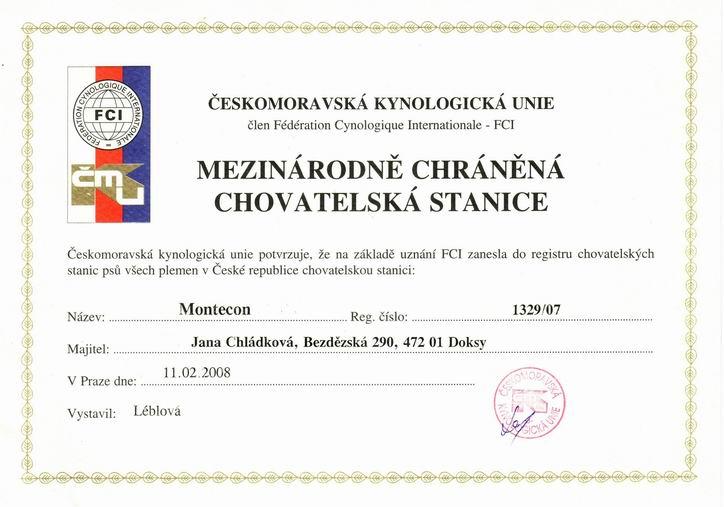 FÉDÉRATION CYNOLOGIQUE INTERNATIONALE
FCI
čmu
ČESKOMORAVSKÁ KYNOLOGICKÁ UNIE
člen Fédération Cynologique Internationale - FCI
MEZINÁRODNĚ CHRÁNĚNÁ
CHOVATELSKÁ STANICE
Českomoravská kynologická unie potvrzuje, že na základě uznání FCI zanesla do registru chovatelských
stanic psů všech plemen v České republice chovatelskou stanici:
Název: Montecon Reg. číslo: 1329/07
Majitel: Jana Chládková, Bezdězská 290, 472 01 Doksy
V Praze dne: 11.02.2008
Vystavil: Léblová
ČESKOMORAVSKÁ
KYNOLOGICKÁ UNIE